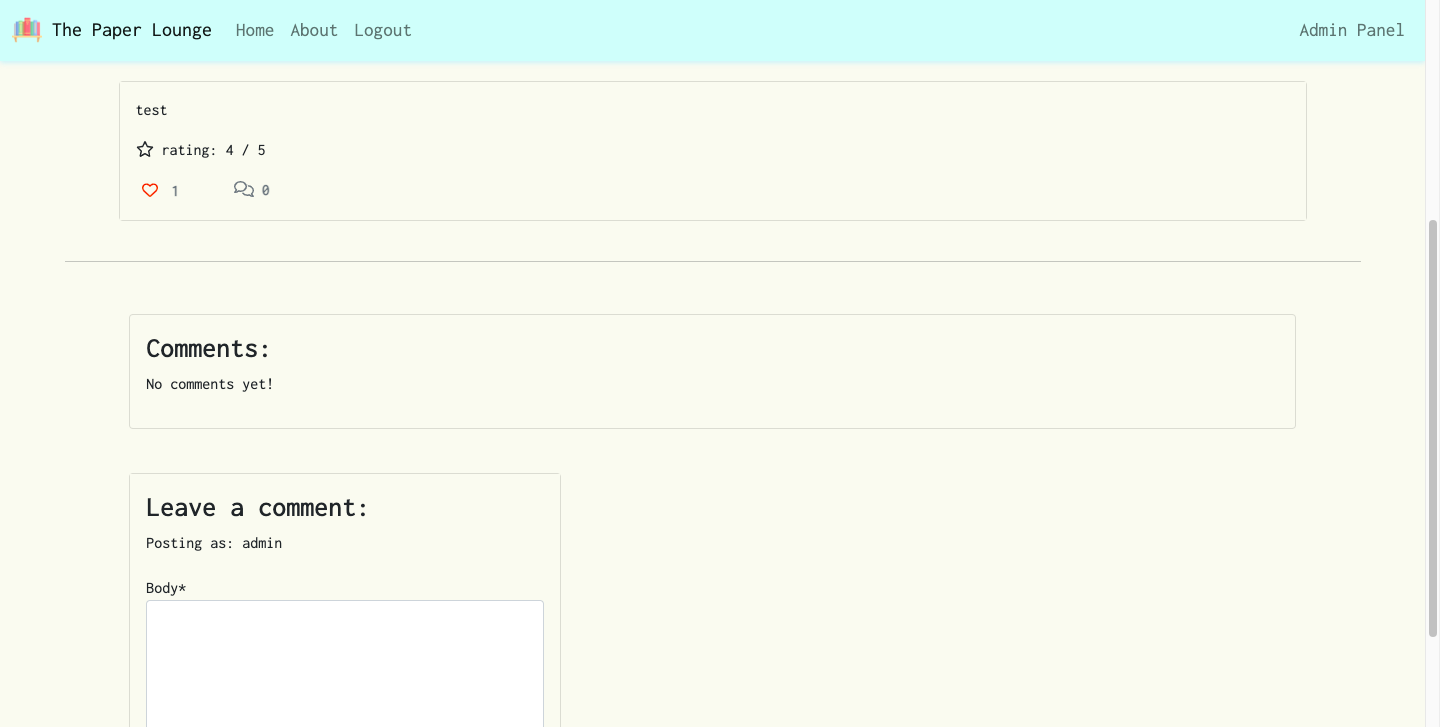 The Paper Lounge Home About Logout Admin Panel
test
rating: 4 / 5
1 0
Comments:
No comments yet!
Leave a comment:
Posting as: admin
Body*